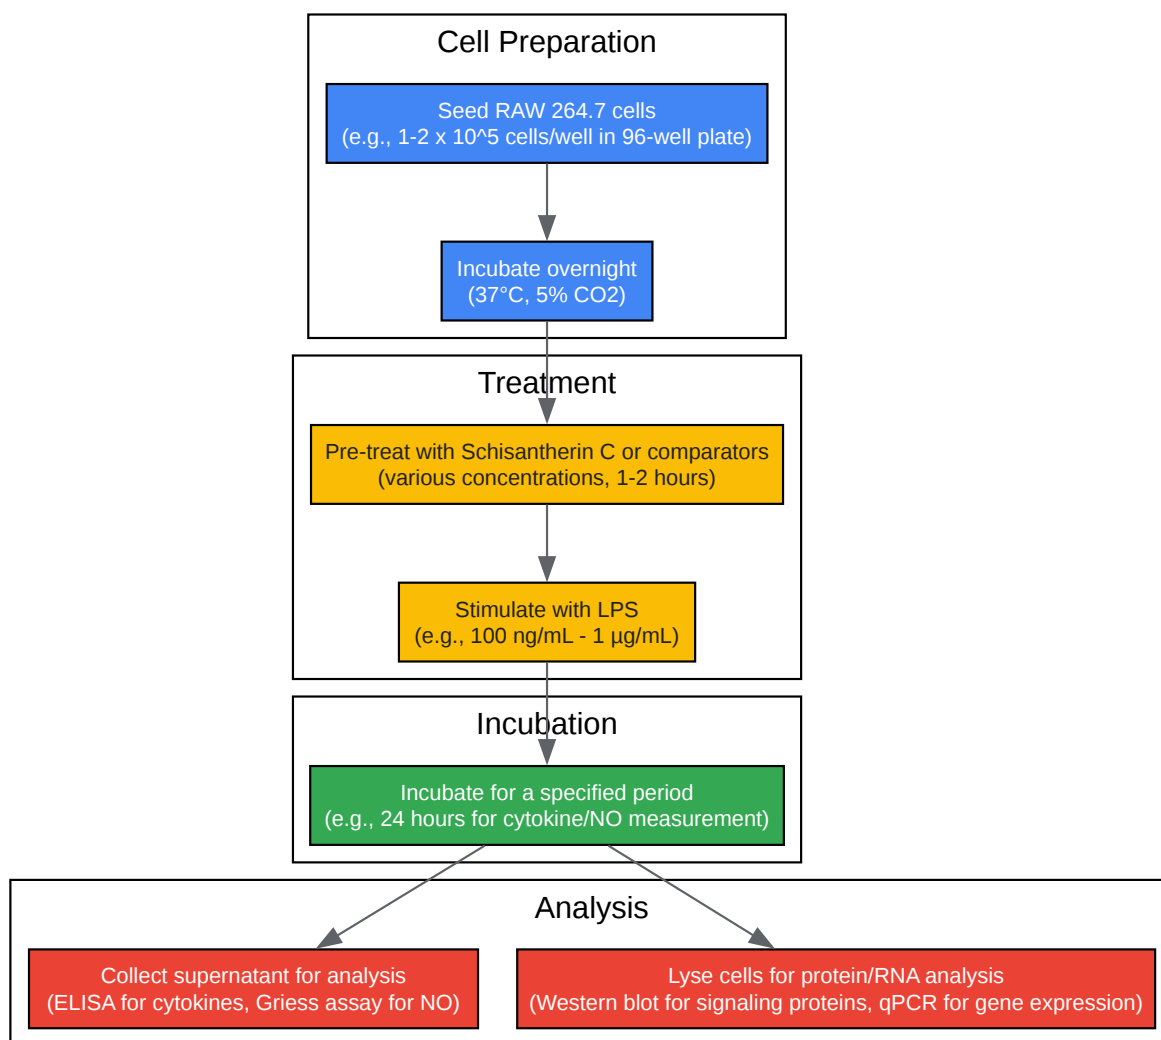 Cell Preparation
Seed RAW 264.7 cells
(e.g., 1-2 x 10^5 cells/well in 96-well plate)
Incubate overnight
(37°C, 5% CO2)
Treatment
Pre-treat with Schisantherin C or comparators
(various concentrations, 1-2 hours)
Stimulate with LPS
(e.g., 100 ng/mL - 1 µg/mL)
Incubation
Incubate for a specified period
(e.g., 24 hours for cytokine/NO measurement)
Analysis
Collect supernatant for analysis
(ELISA for cytokines, Griess assay for NO)
Lyse cells for protein/RNA analysis
(Western blot for signaling proteins, qPCR for gene expression)